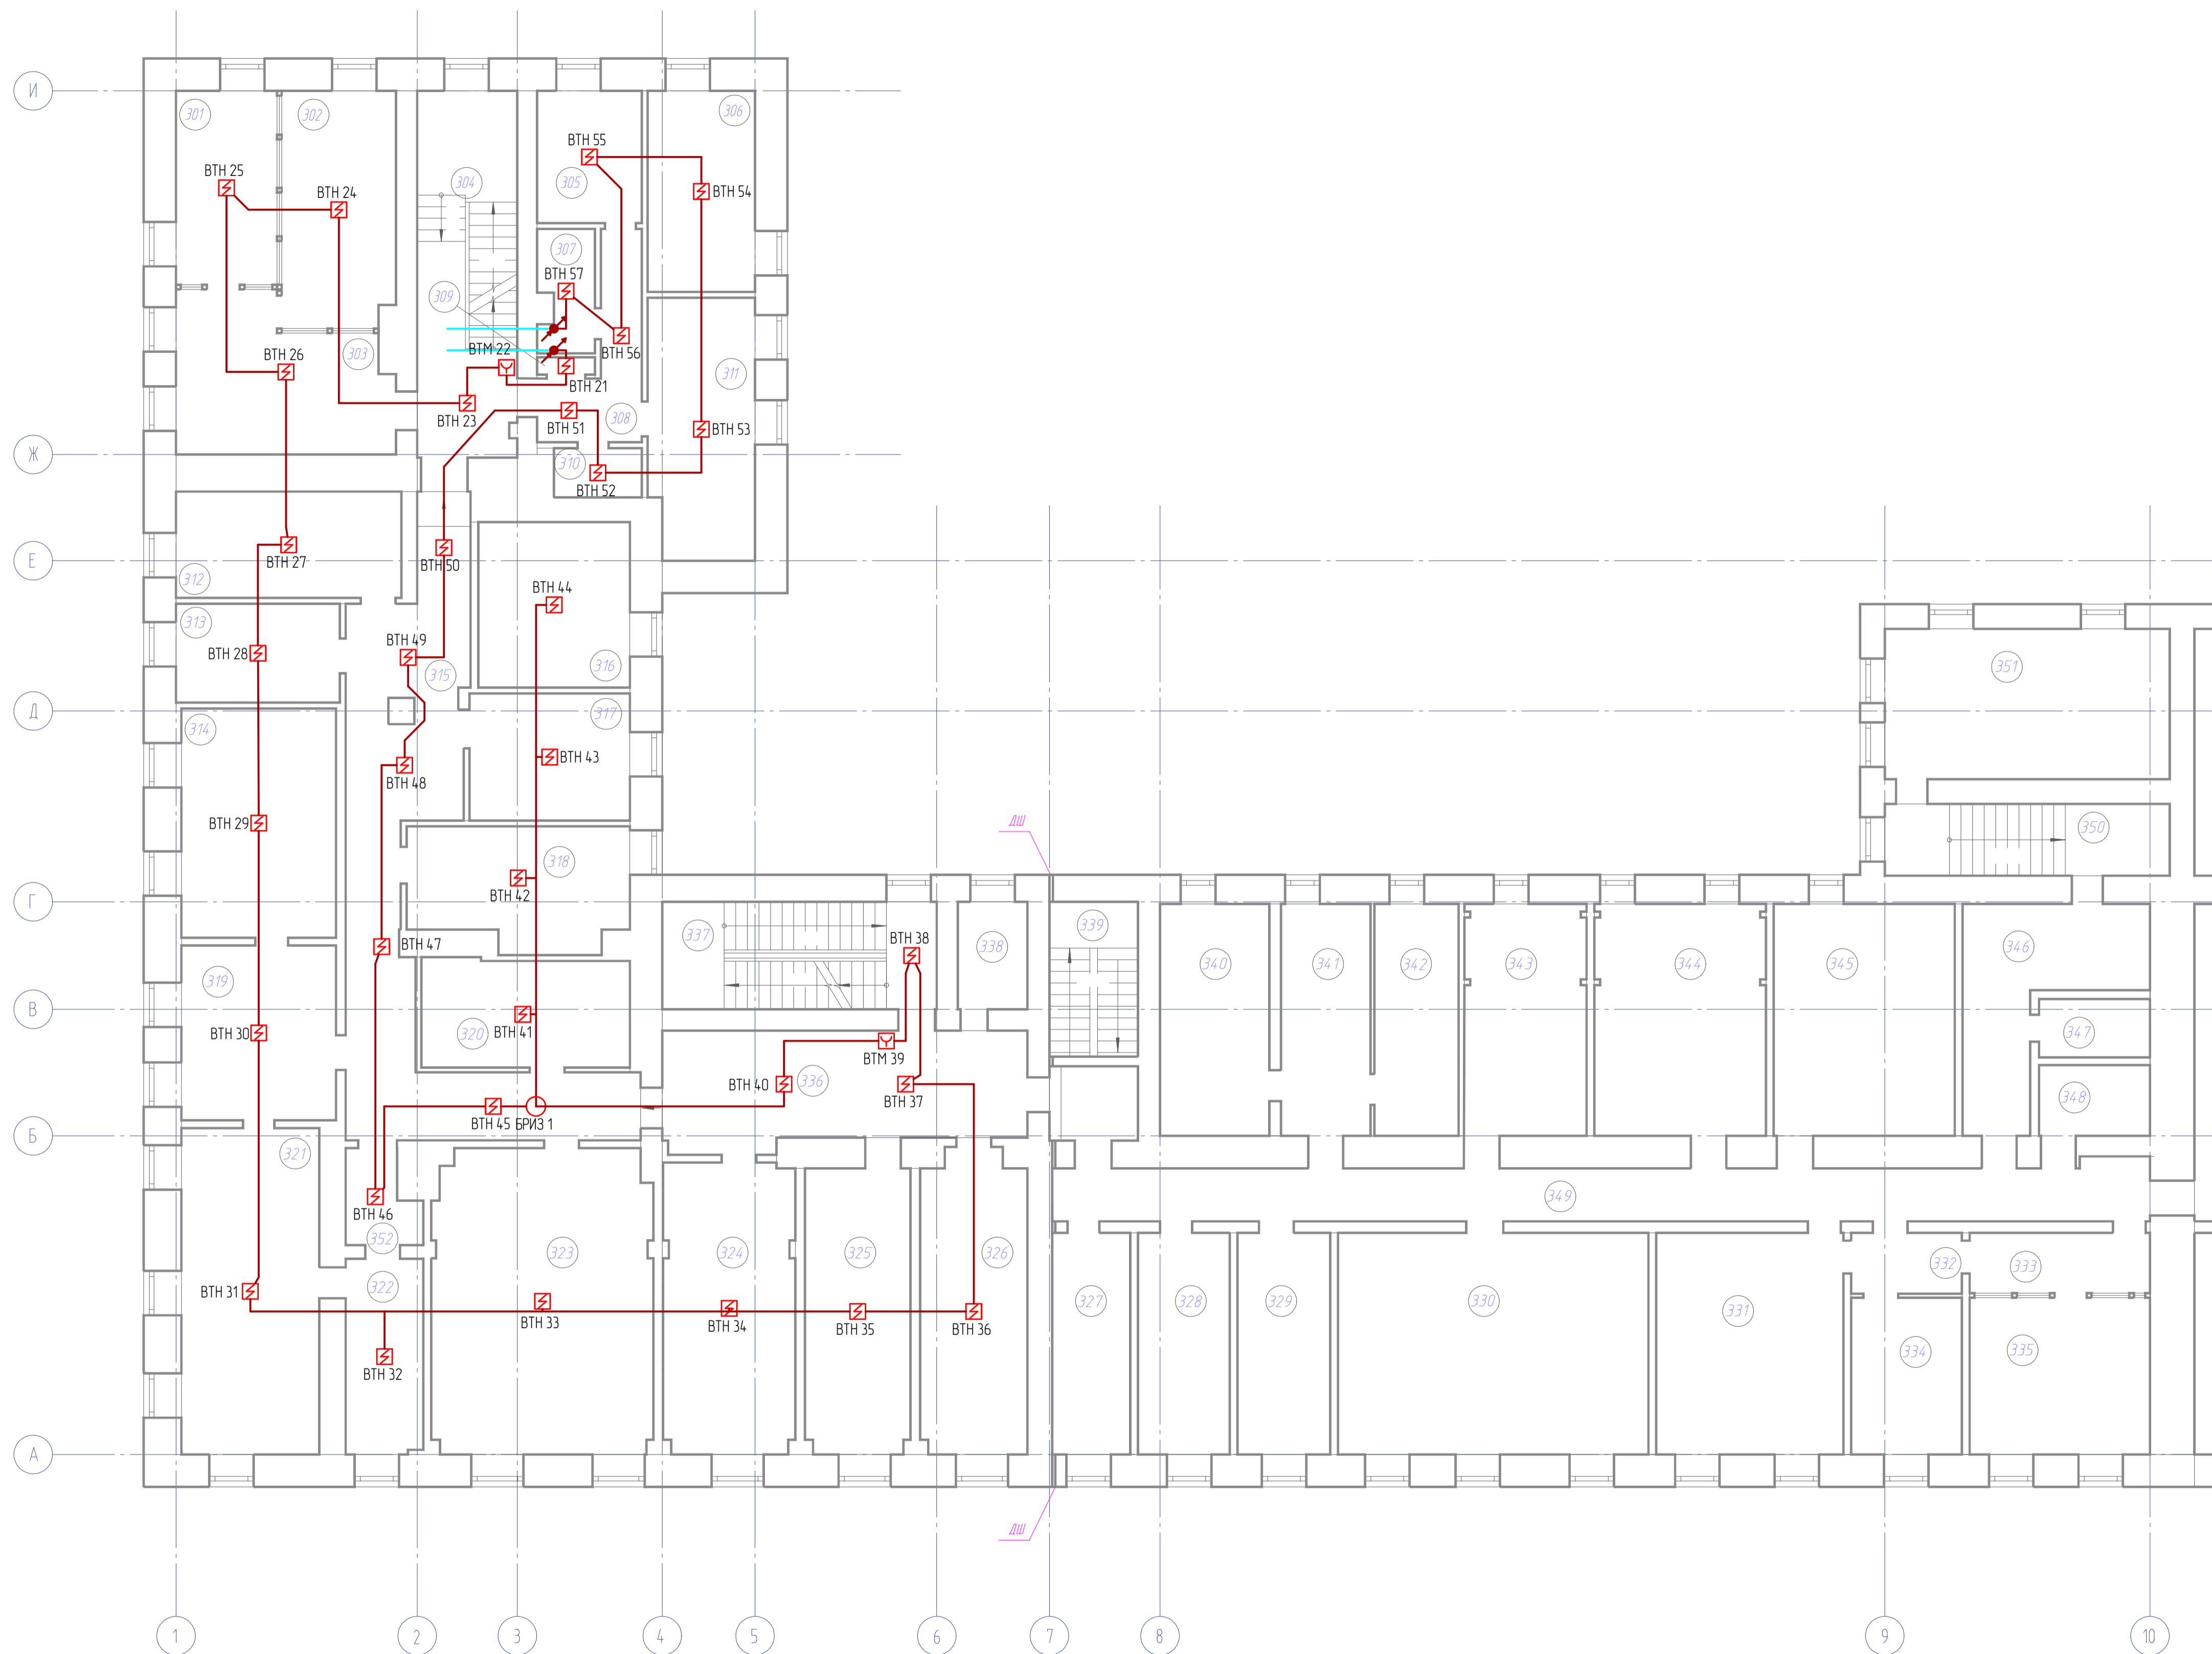 И
301
302
306
ВТН 55
ВТН 25
304
305
ВТН 24
ВТН 54
307
ВТН 57
309
ВТМ 22
ВТН 56
ВТН 26
303
311
ВТН 21
ВТН 23
ВТН 51
308
ВТН 53
Ж
310
ВТН 52
Е
ВТН 27
ВТН 50
312
ВТН 44
313
ВТН 49
ВТН 28
315
316
351
Д
314
317
ВТН 43
ВТН 48
ВТН 29
ДШ
350
318
ВТН 42
Г
337
ВТН 38
338
339
ВТН 47
340
341
342
343
344
345
346
319
В
ВТН 30
320
ВТН 41
ВТМ 39
347
ВТН 40
336
ВТН 37
348
ВТН 45
БРИЗ 1
Б
321
ВТН 46
349
352
323
324
325
326
332
333
322
ВТН 31
327
328
329
330
331
ВТН 33
ВТН 34
ВТН 35
ВТН 36
334
335
ВТН 32
А
ДШ
1
2
3
4
5
6
7
8
9
10